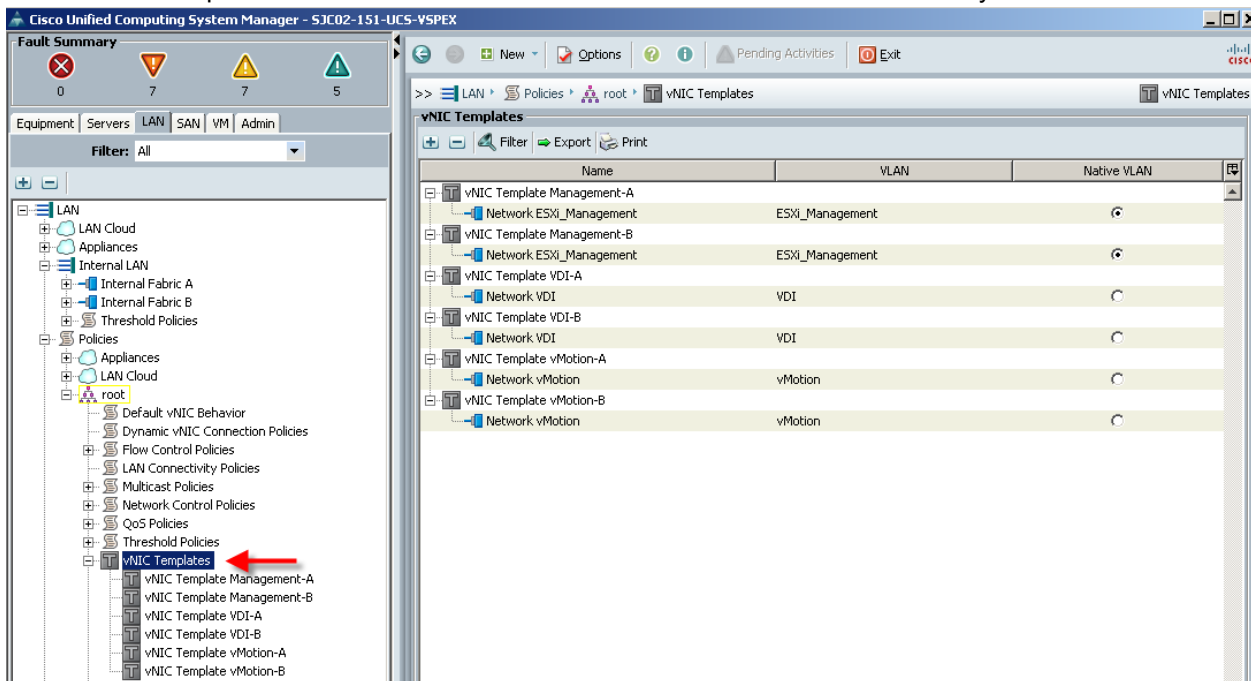 Cisco Unified Computing System Manager - SJC02-151-UCS-VSPEX
Fault Summary
0 7 7 5
New Options Pending Activities Exit
cisco
>> LAN Policies root vNIC Templates vNIC Templates
Equipment Servers LAN SAN VM Admin
Filter: All
vNIC Templates
Filter Export Print
Name VLAN Native VLAN
vNIC Template Management-A
Network ESXi_Management ESXi_Management
vNIC Template Management-B
Network ESXi_Management ESXi_Management
vNIC Template VDI-A
Network VDI VDI
vNIC Template VDI-B
Network VDI VDI
vNIC Template vMotion-A
Network vMotion vMotion
vNIC Template vMotion-B
Network vMotion vMotion
LAN
LAN Cloud
Appliances
Internal LAN
Internal Fabric A
Internal Fabric B
Threshold Policies
Policies
Appliances
LAN Cloud
root
Default vNIC Behavior
Dynamic vNIC Connection Policies
Flow Control Policies
LAN Connectivity Policies
Multicast Policies
Network Control Policies
QoS Policies
Threshold Policies
vNIC Templates
vNIC Template Management-A
vNIC Template Management-B
vNIC Template VDI-A
vNIC Template VDI-B
vNIC Template vMotion-A
vNIC Template vMotion-B